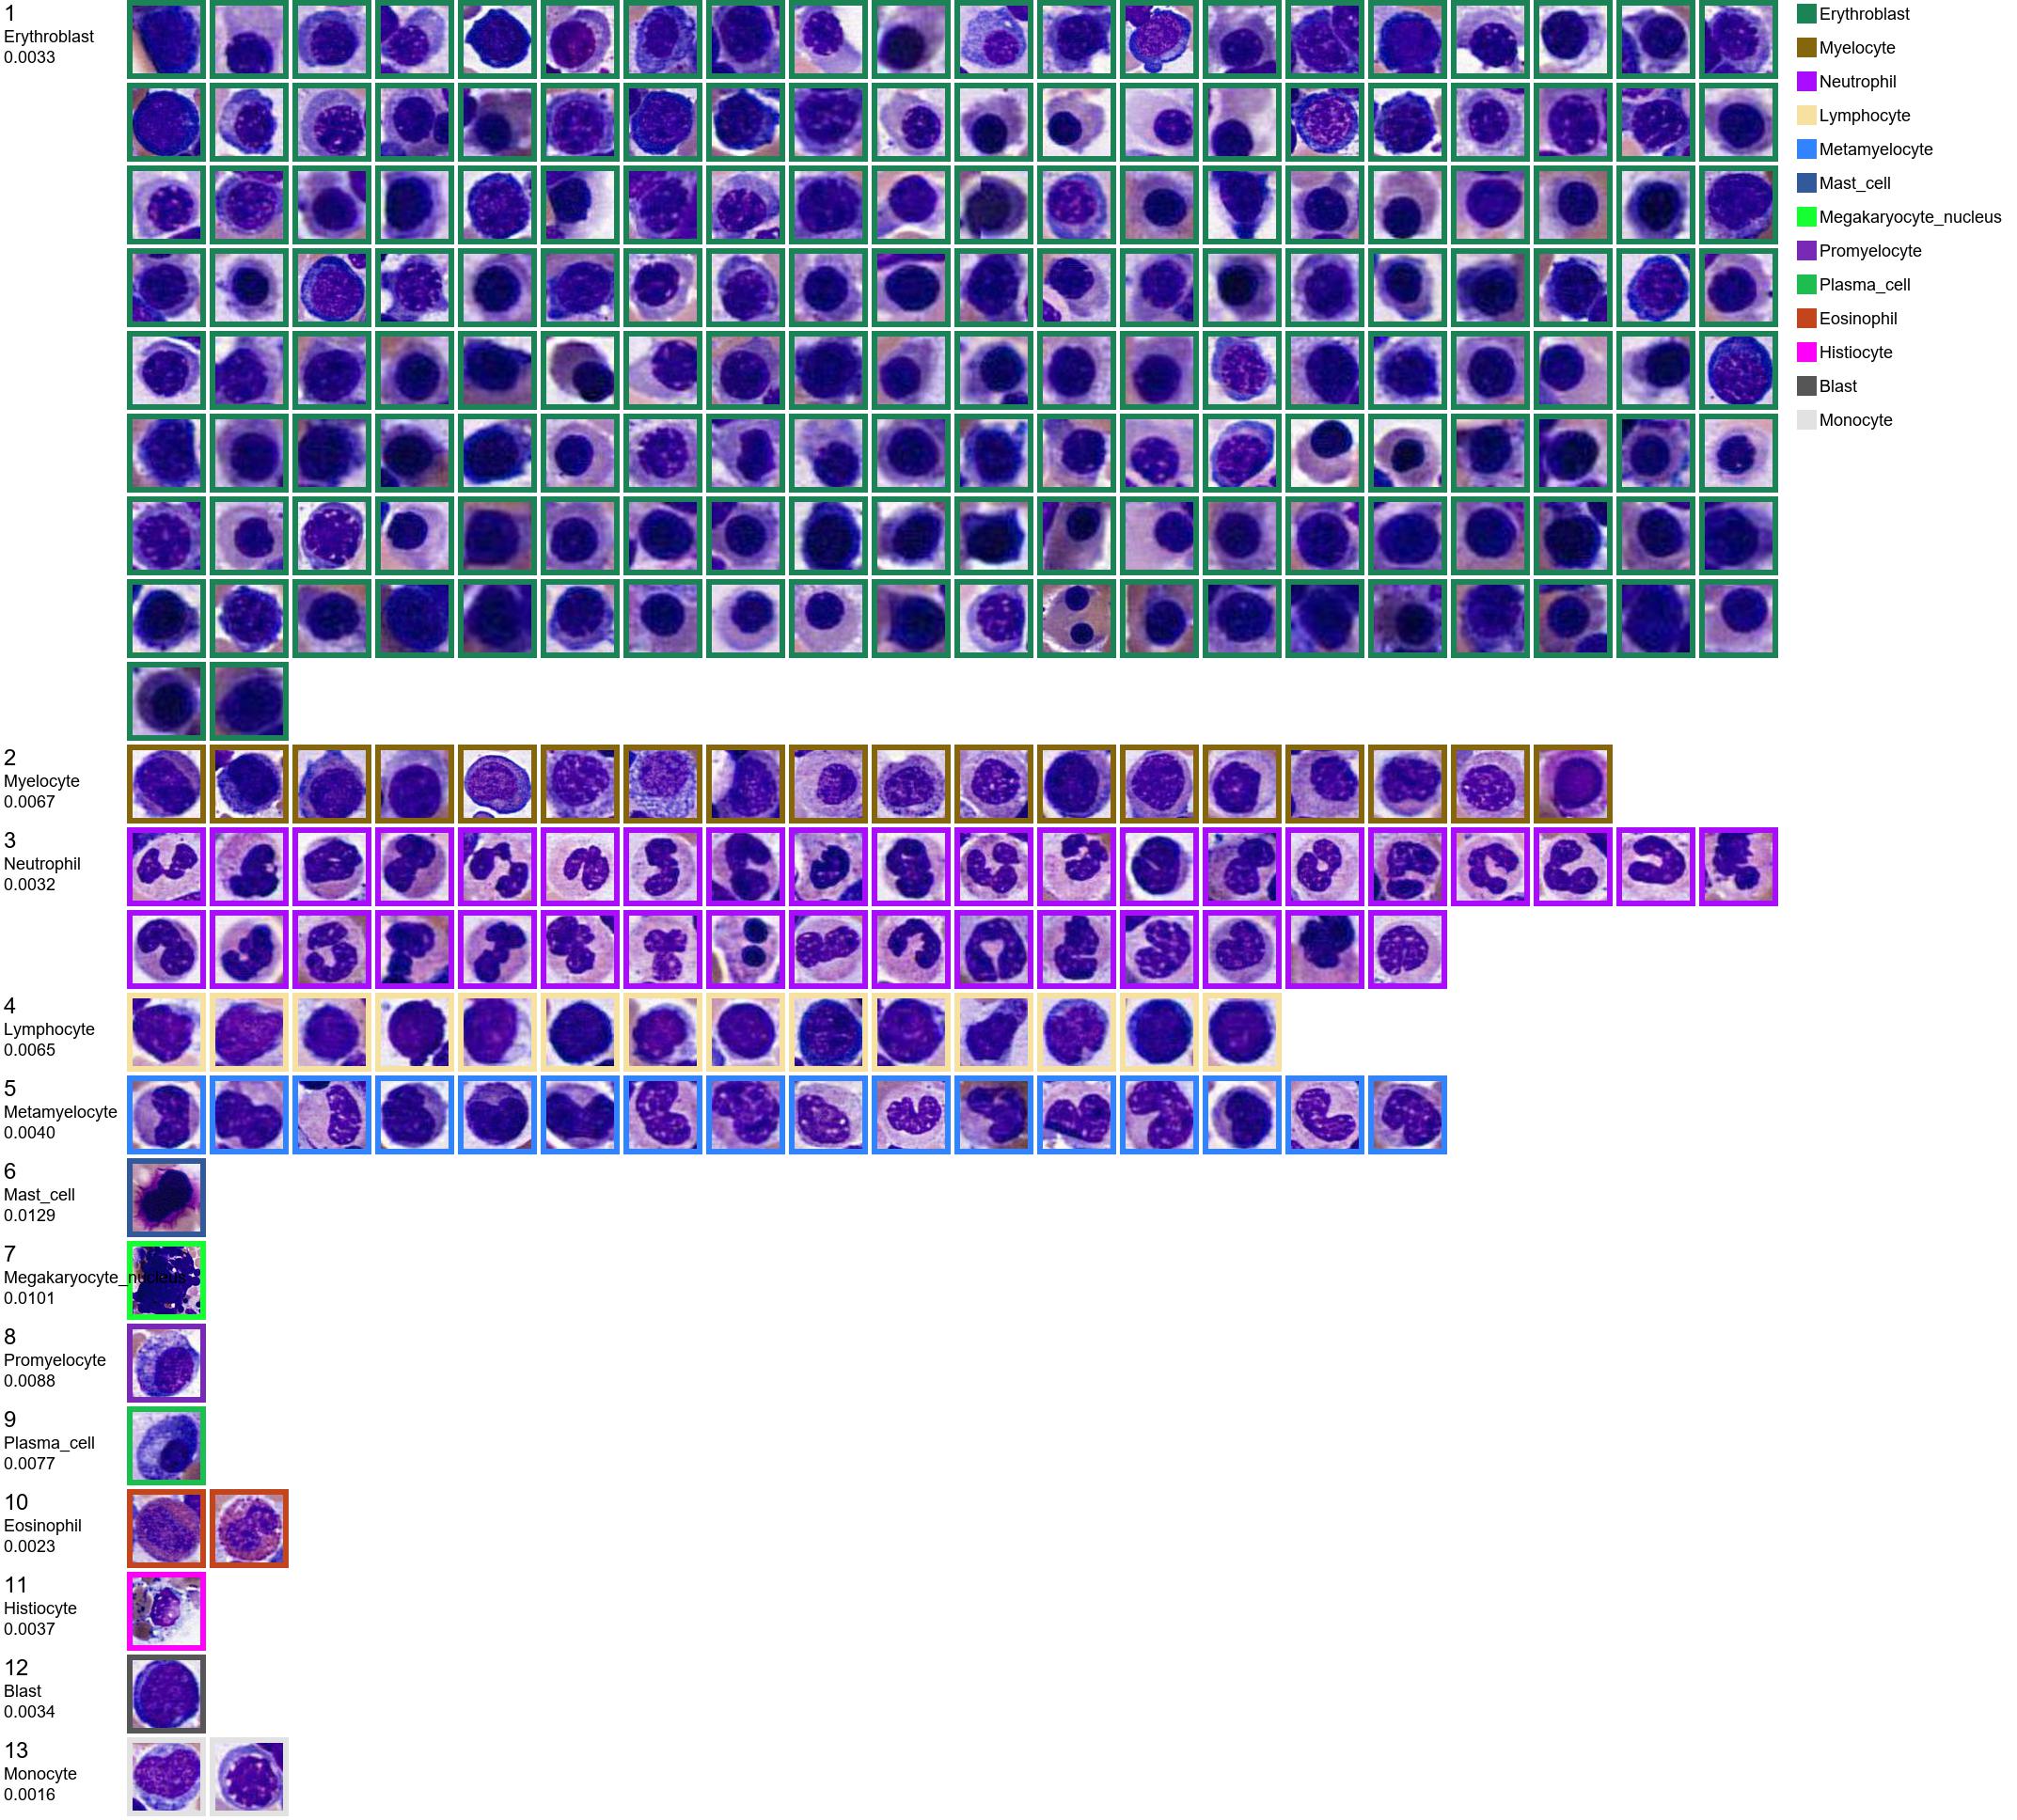 1
Erythroblast
0.0033
2
Myelocyte
0.0067
3
Neutrophil
0.0032
4
Lymphocyte
0.0065
5
Metamyelocyte
0.0040
6
Mast_cell
0.0129
7
Megakaryocyte_nucleus
0.0101
8
Promyelocyte
0.0088
9
Plasma_cell
0.0077
10
Eosinophil
0.0023
11
Histiocyte
0.0037
12
Blast
0.0034
13
Monocyte
0.0016
Erythroblast
Myelocyte
Neutrophil
Lymphocyte
Metamyelocyte
Mast_cell
Megakaryocyte_nucleus
Promyelocyte
Plasma_cell
Eosinophil
Histiocyte
Blast
Monocyte